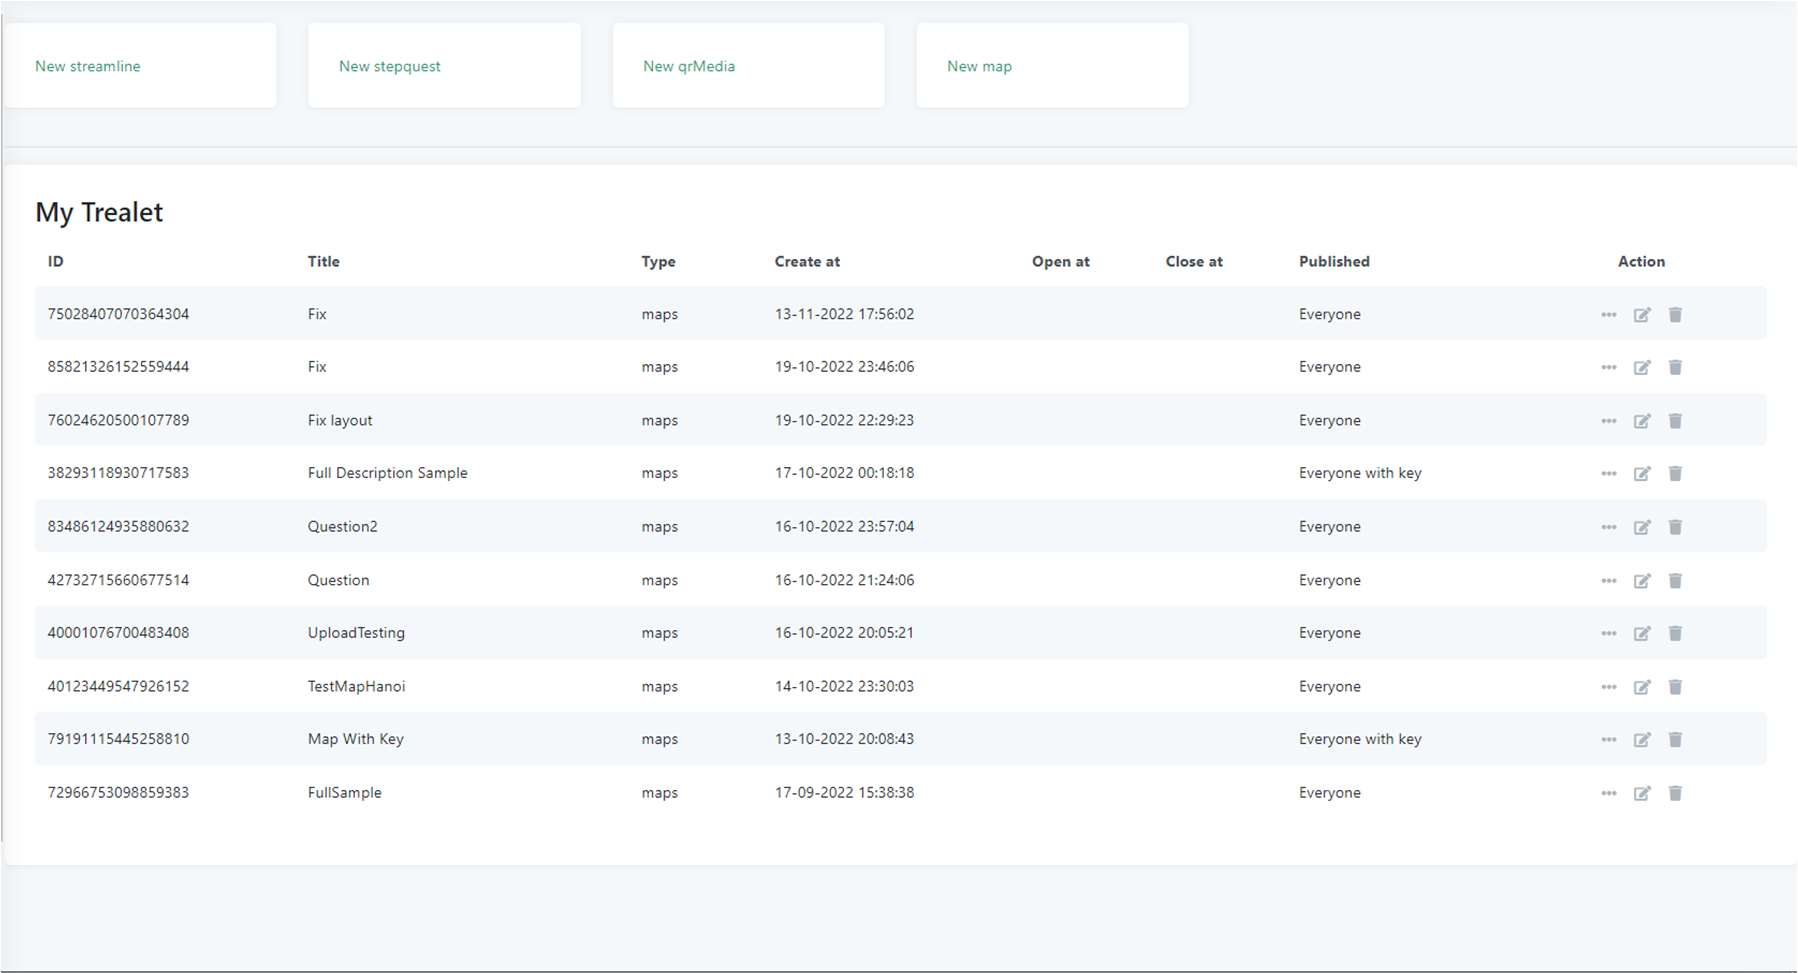 New streamline New stepquest New qrMedia New map
My Trealet
ID Title Type Create at Open at Close at Published Action
75028407070364304 Fix maps 13-11-2022 17:56:02 Everyone
85821326152559444 Fix maps 19-10-2022 23:46:06 Everyone
76024620500107789 Fix layout maps 19-10-2022 22:29:23 Everyone
38293118930717583 Full Description Sample maps 17-10-2022 00:18:18 Everyone with key
83486124935880632 Question2 maps 16-10-2022 23:57:04 Everyone
42732715660677514 Question maps 16-10-2022 21:24:06 Everyone
40001076700483408 UploadTesting maps 16-10-2022 20:05:21 Everyone
40123449547926152 TestMapHanoi maps 14-10-2022 23:30:03 Everyone
79191115445258810 Map With Key maps 13-10-2022 20:08:43 Everyone with key
72966753098859383 FullSample maps 17-09-2022 15:38:38 Everyone